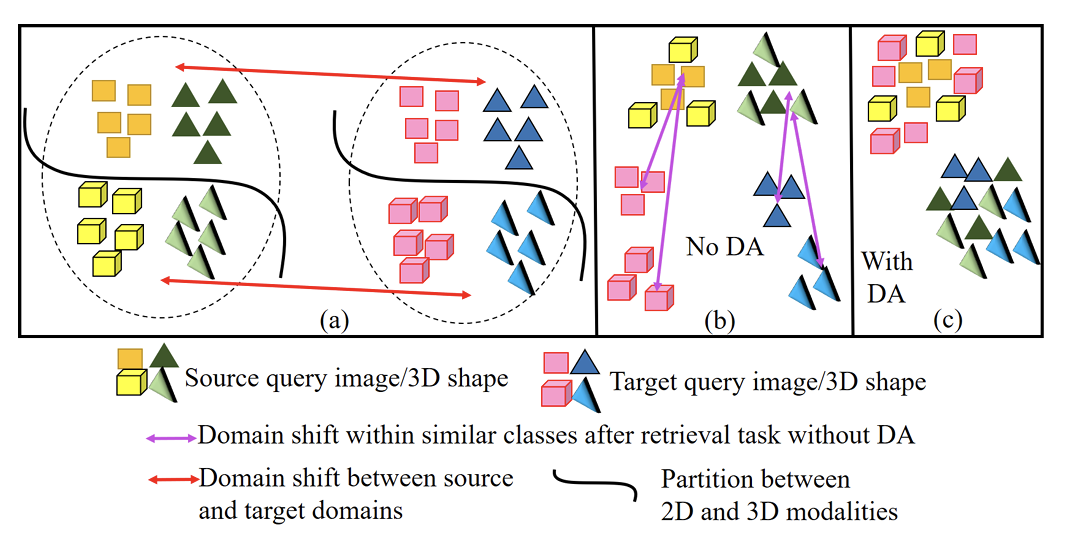 No DA
With
DA
(a)
(b)
(c)
Source query image/3D shape
Target query image/3D shape
Domain shift within similar classes after retrieval task without DA
Domain shift between source
and target domains
Partition between
2D and 3D modalities